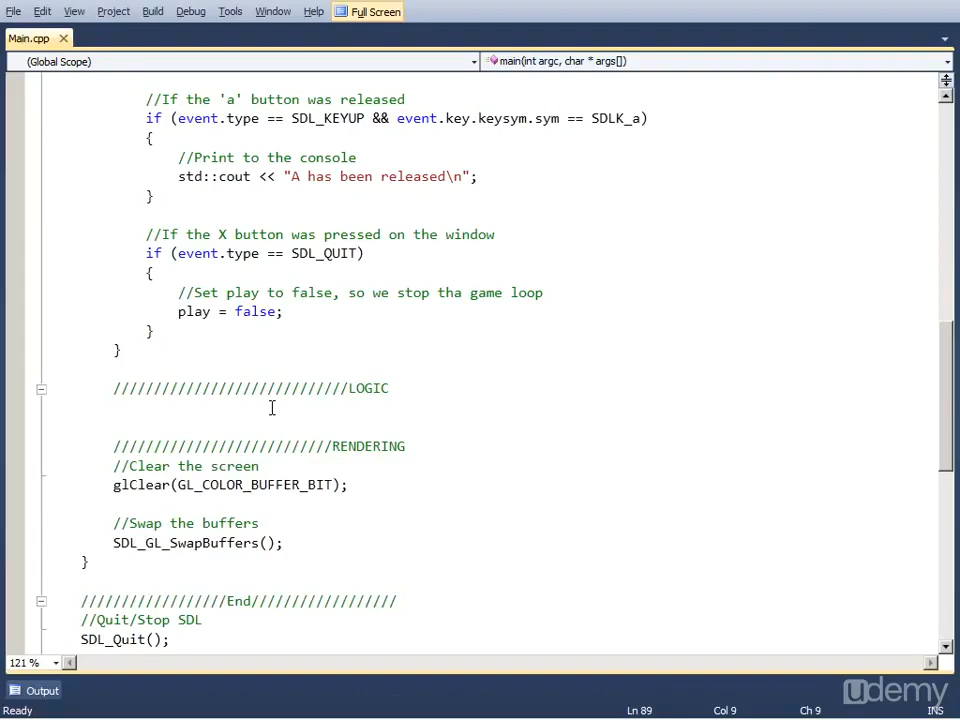 File Edit View Project Build Debug Tools Window Help Full Screen
Main.cpp
(Global Scope) main(int argc, char * args[])
//If the 'a' button was released
if (event.type == SDL_KEYUP && event.key.keysym.sym == SDLK_a)
{
//Print to the console
std::cout << "A has been released\n";
}
//If the X button was pressed on the window
if (event.type == SDL_QUIT)
{
//Set play to false, so we stop tha game loop
play = false;
}
}
/////////////////////////////LOGIC
///////////////////////////RENDERING
//Clear the screen
glClear(GL_COLOR_BUFFER_BIT);
//Swap the buffers
SDL_GL_SwapBuffers();
}
//////////////////End//////////////////
//Quit/Stop SDL
SDL_Quit();
121 %
Output
udemy
Ready Ln 89 Col 9 Ch 9 INS